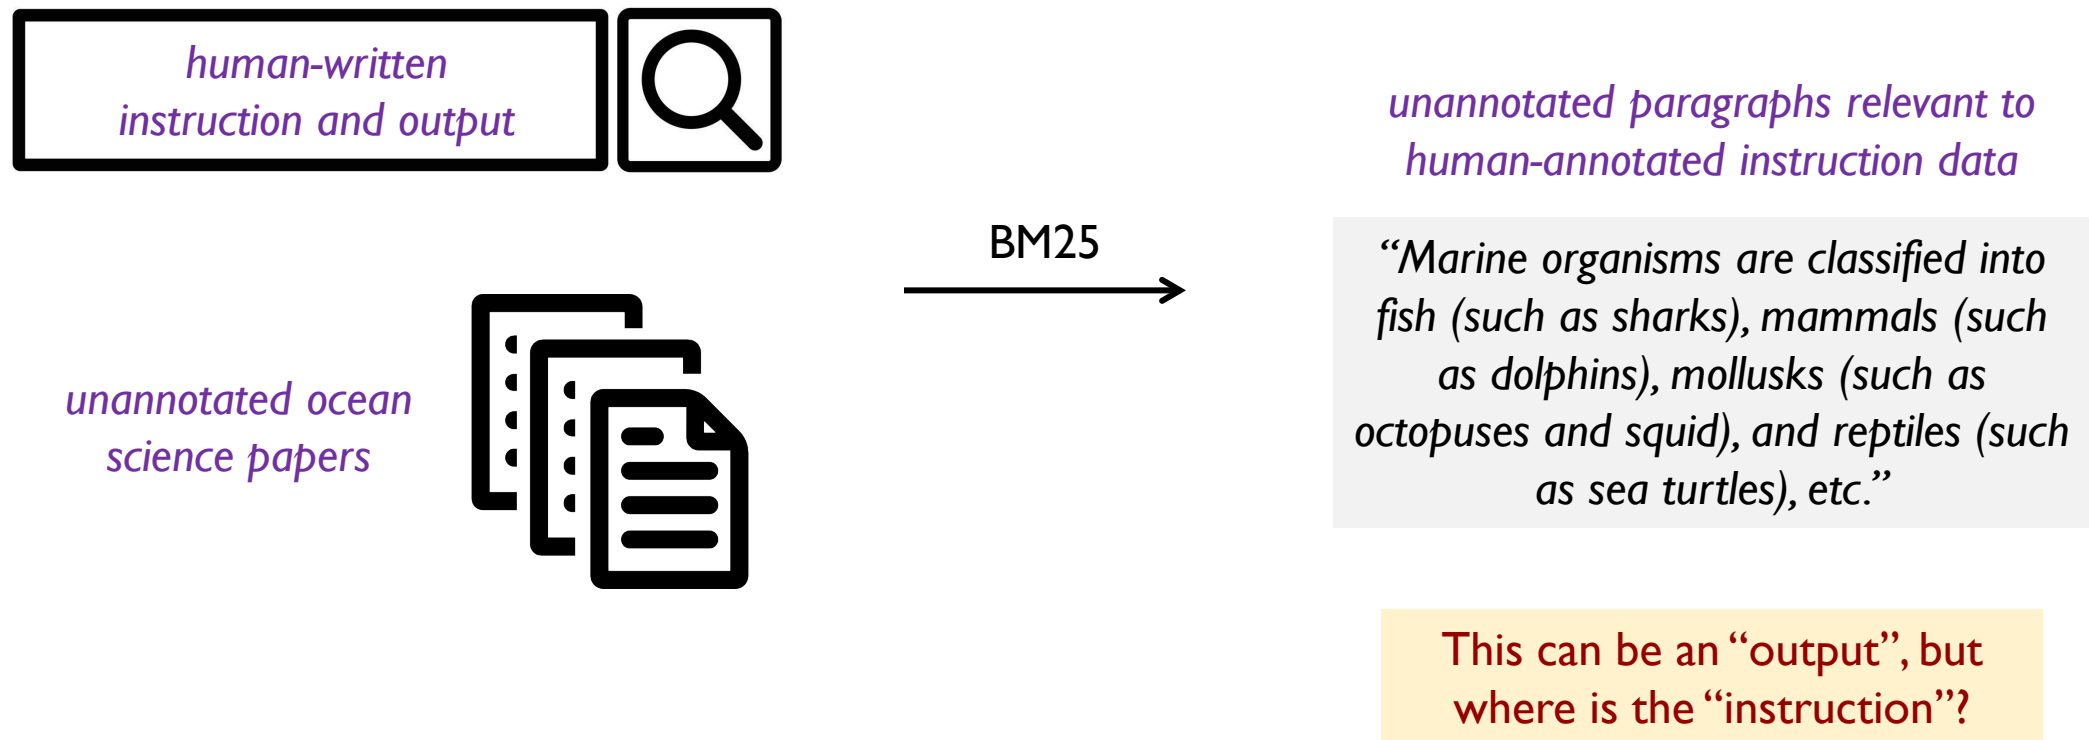 human-written
instruction and output
unannotated ocean
science papers
BM25
unannotated paragraphs relevant to
human-annotated instruction data
“Marine organisms are classified into
fish (such as sharks), mammals (such
as dolphins), mollusks (such as
octopuses and squid), and reptiles (such
as sea turtles), etc.”
This can be an “output”, but
where is the “instruction”?